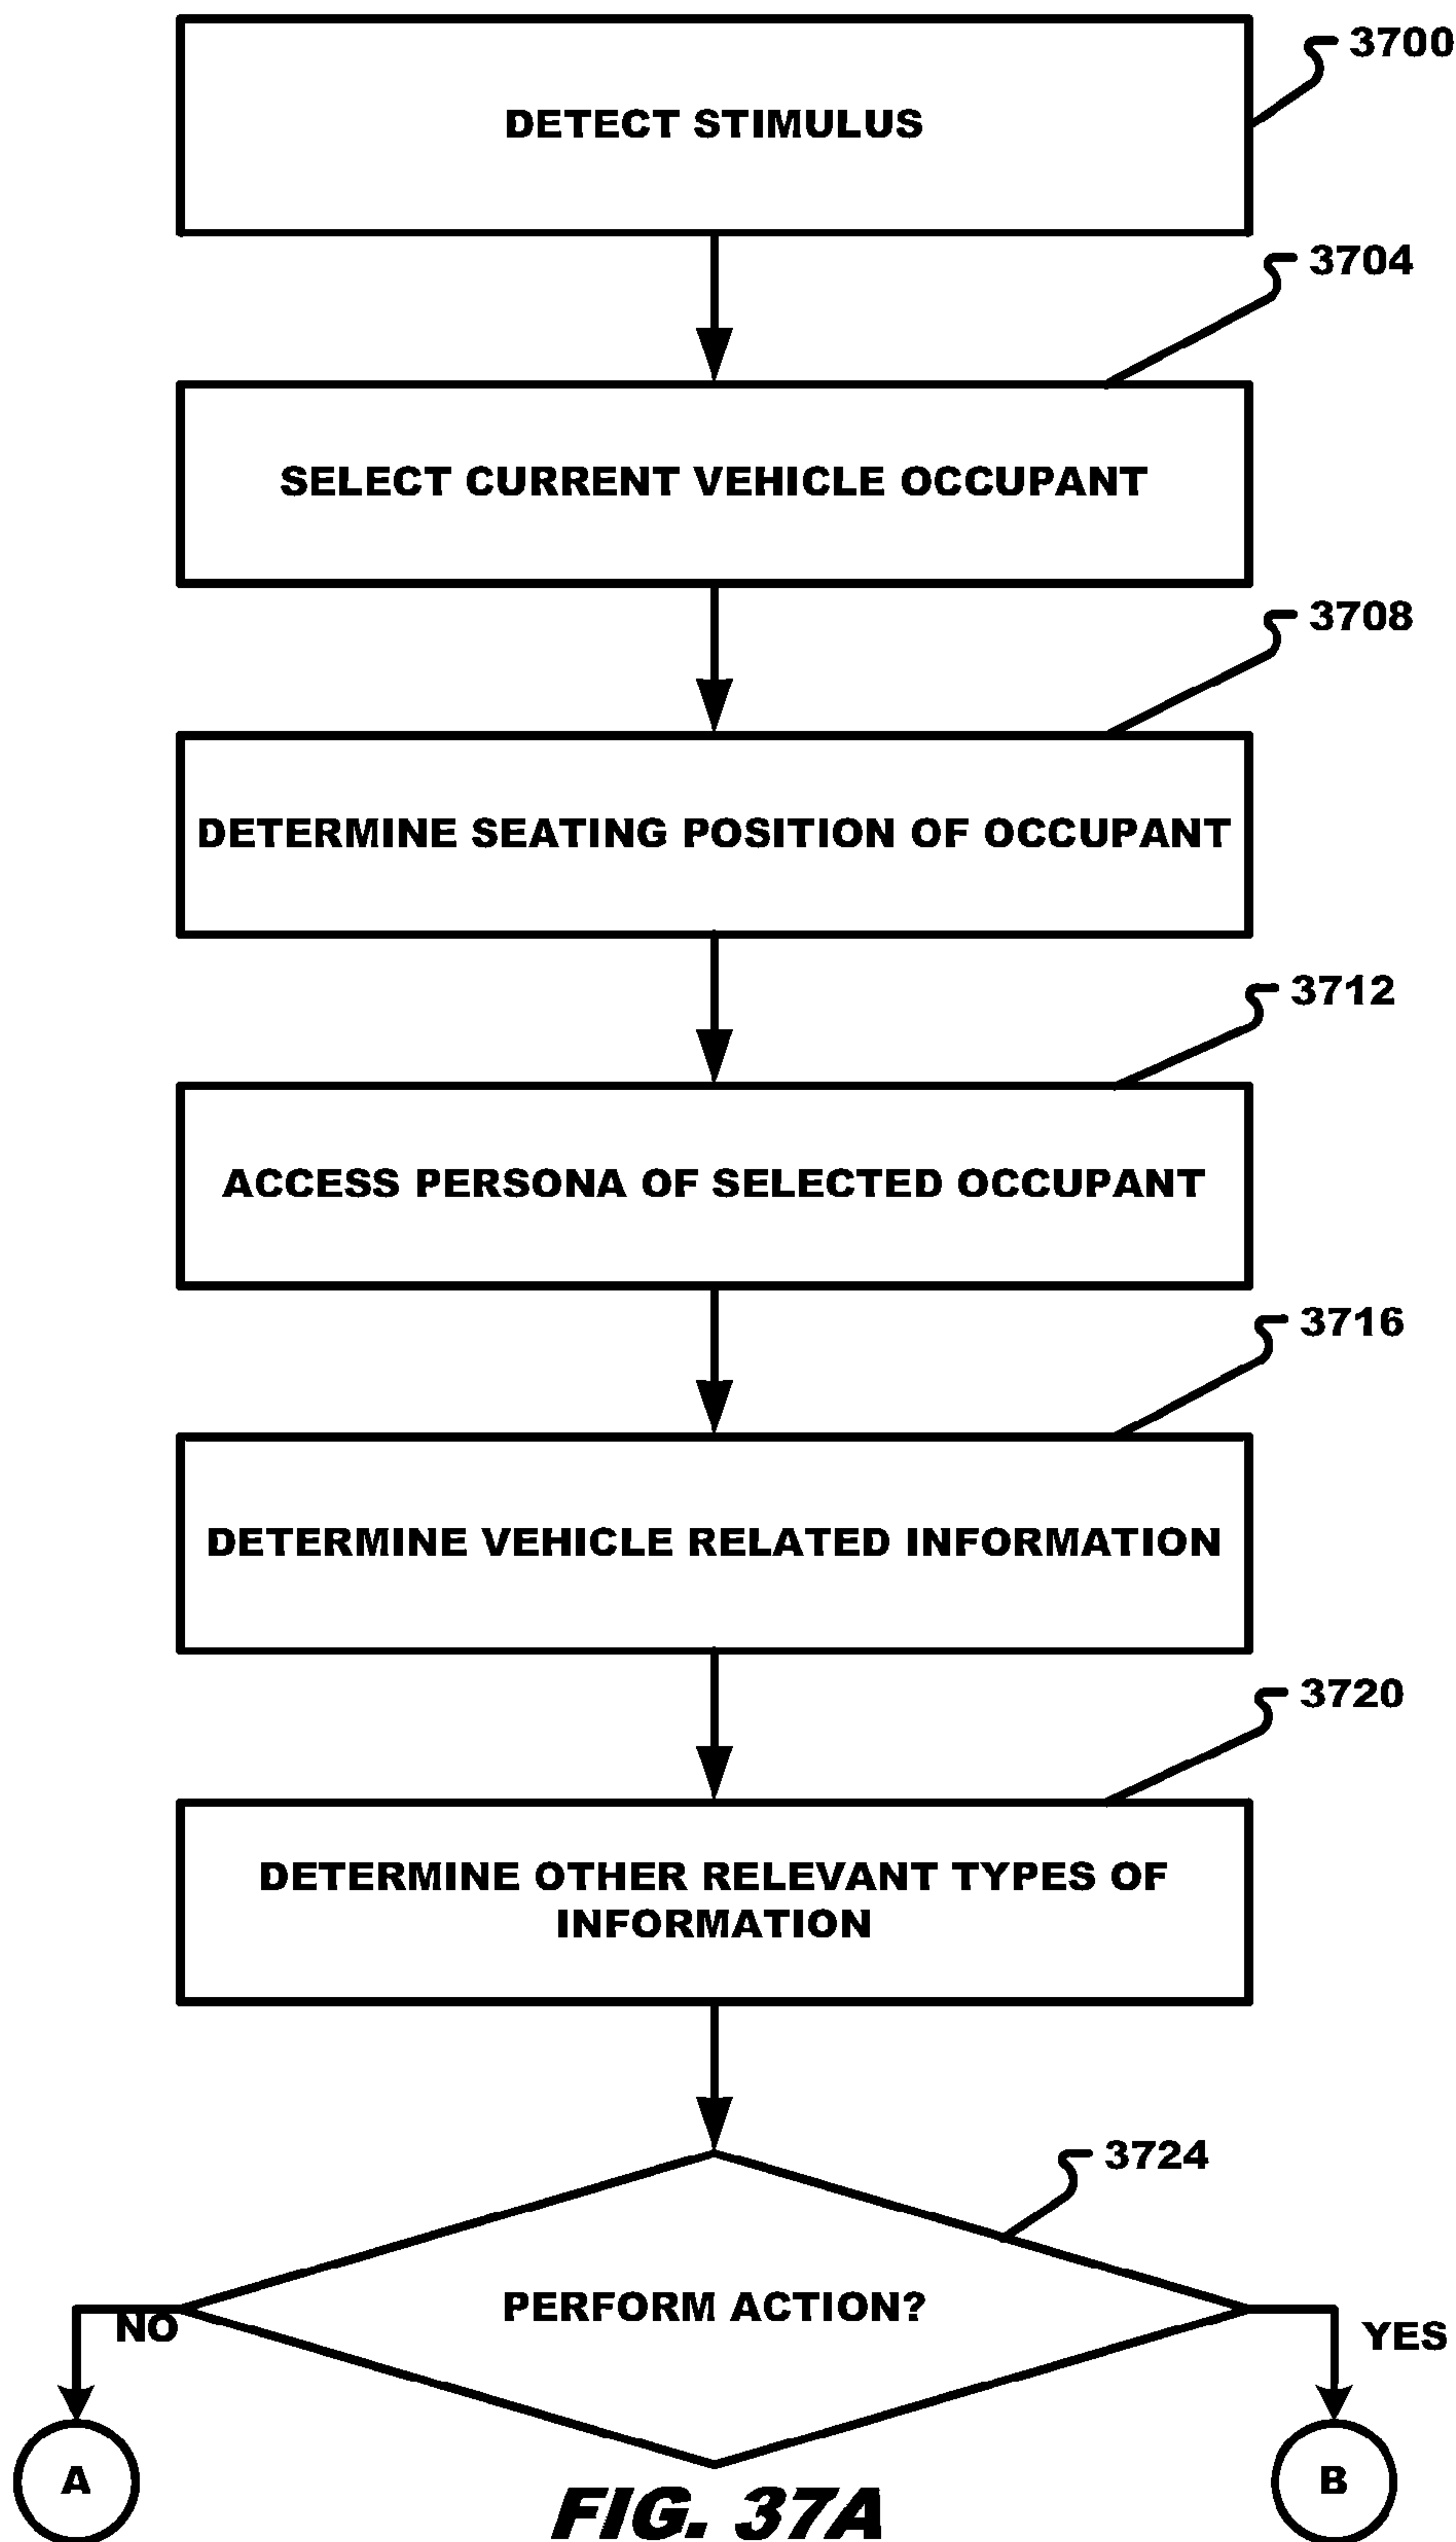 3700
DETECT STIMULUS
3704
SELECT CURRENT VEHICLE OCCUPANT
3708
DETERMINE SEATING POSITION OF OCCUPANT
3712
ACCESS PERSONA OF SELECTED OCCUPANT
3716
DETERMINE VEHICLE RELATED INFORMATION
3720
DETERMINE OTHER RELEVANT TYPES OF
INFORMATION
3724
PERFORM ACTION?
NO
YES
A
B
FIG. 37A